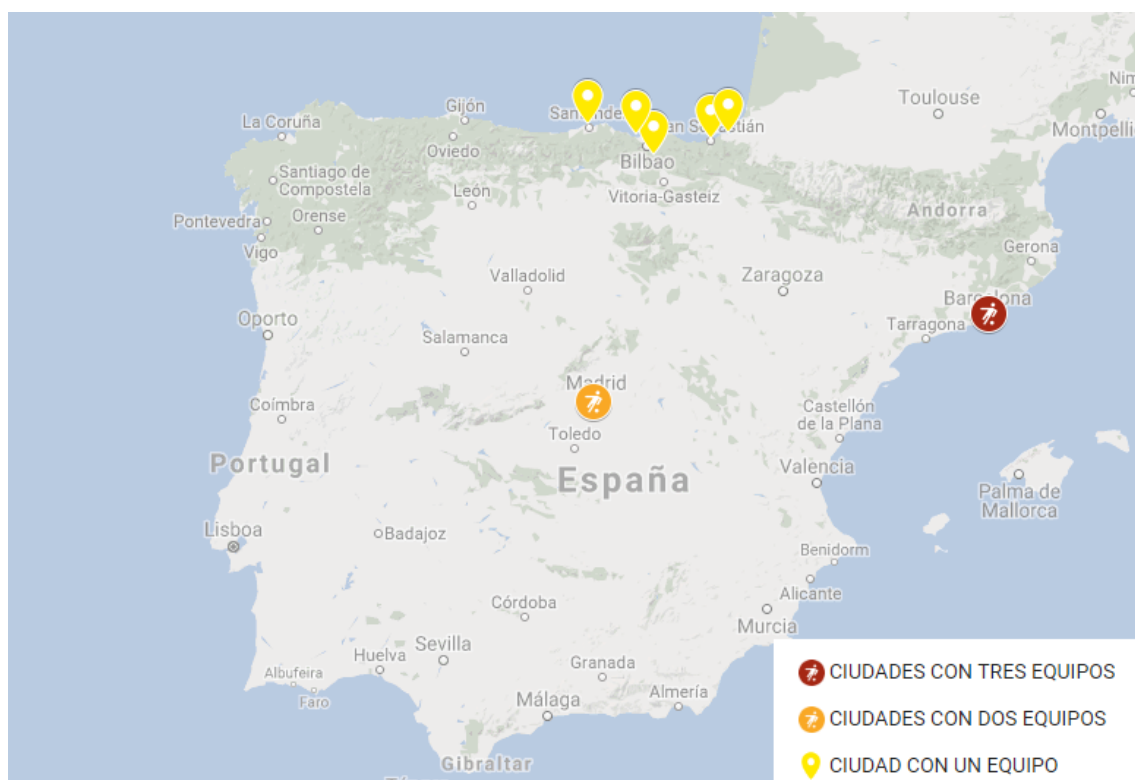 Gijón
La Coruña
Oviedo
Santiago de
Compostela
León
Bilbao
Vitoria-Gasteiz
Toulouse
Montpelli
Andorra
Pontevedra
Orense
Vigo
Gerona
Valladolid
Zaragoza
Barcelona
Oporto
Tarragona
Salamanca
Madrid
Coímbra
Castellón
de la Plana
Toledo
Portugal
España
Valencia
Palma de
Mallorca
Lisboa
Badajoz
Benidorm
Alicante
Córdoba
Murcia
Sevilla
Huelva
Granada
Albufeira
Faro
Almería
Málaga
Gibraltar
CIUDADES CON TRES EQUIPOS
CIUDADES CON DOS EQUIPOS
CIUDAD CON UN EQUIPO